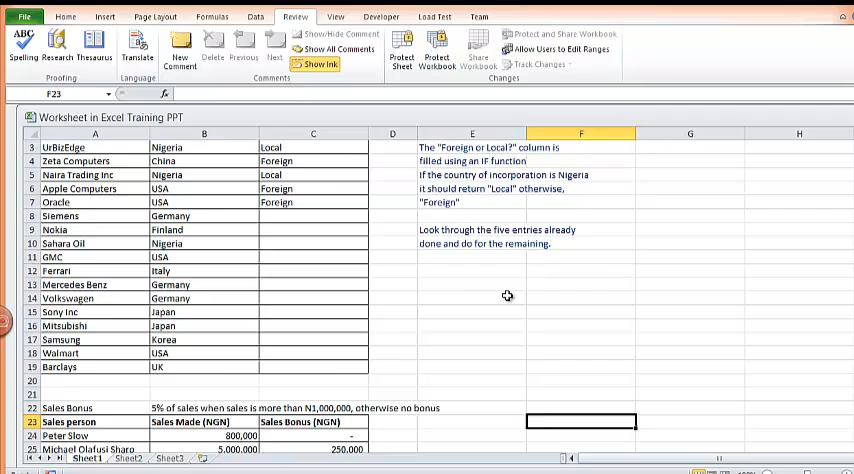 File Home Insert Page Layout Formulas Data Review View Developer Load Test Team
ABC
Spelling Research Thesaurus
Proofing
Translate
Language
New Comment
Delete Previous Next
Show/Hide Comment
Show All Comments
Show Ink
Comments
Protect Sheet
Protect Workbook
Share Workbook
Protect and Share Workbook
Allow Users to Edit Ranges
Track Changes
Changes
F23 fx
Worksheet in Excel Training PPT
A B C D E F G H
3 UrBizEdge Nigeria Local The "Foreign or Local?" column is
4 Zeta Computers China Foreign filled using an IF function
5 Naira Trading Inc Nigeria Local If the country of incorporation is Nigeria
6 Apple Computers USA Foreign it should return "Local" otherwise,
7 Oracle USA Foreign "Foreign"
8 Siemens Germany
9 Nokia Finland Look through the five entries already
10 Sahara Oil Nigeria done and do for the remaining.
11 GMC USA
12 Ferrari Italy
13 Mercedes Benz Germany
14 Volkswagen Germany
15 Sony Inc Japan
16 Mitsubishi Japan
17 Samsung Korea
18 Walmart USA
19 Barclays UK
20
21
22 Sales Bonus 5% of sales when sales is more than N1,000,000, otherwise no bonus
23 Sales person Sales Made (NGN) Sales Bonus (NGN)
24 Peter Slow 800,000 -
25 Michael Olafusi Sharp 5,000,000 250,000
Sheet1 Sheet2 Sheet3